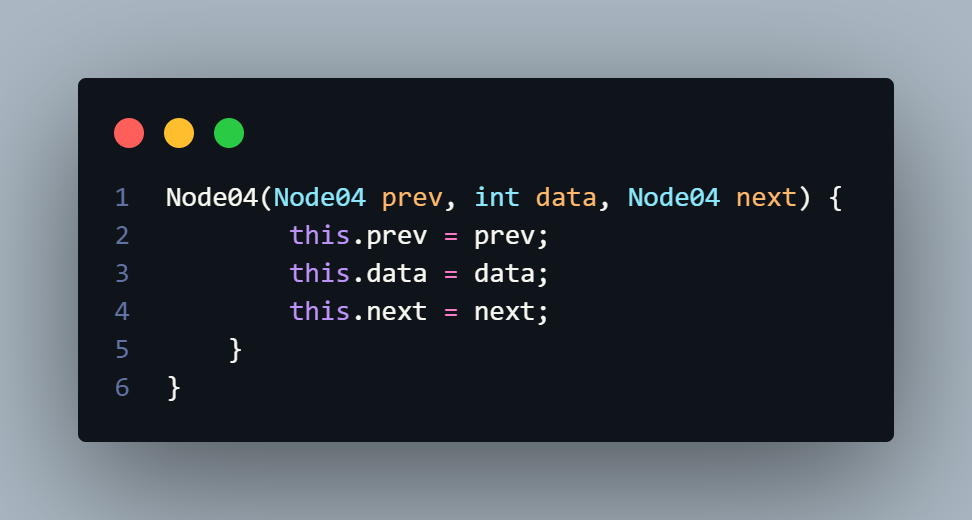 1 Node04(Node04 prev, int data, Node04 next) {
2 this.prev = prev;
3 this.data = data;
4 this.next = next;
5 }
6 }